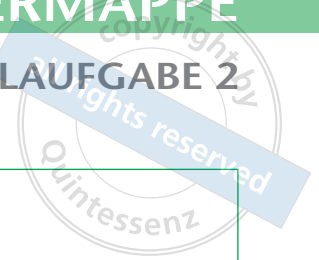 ERMAPPE
LAUFGABE 2
copyright by
all rights reserved
Quintessenz